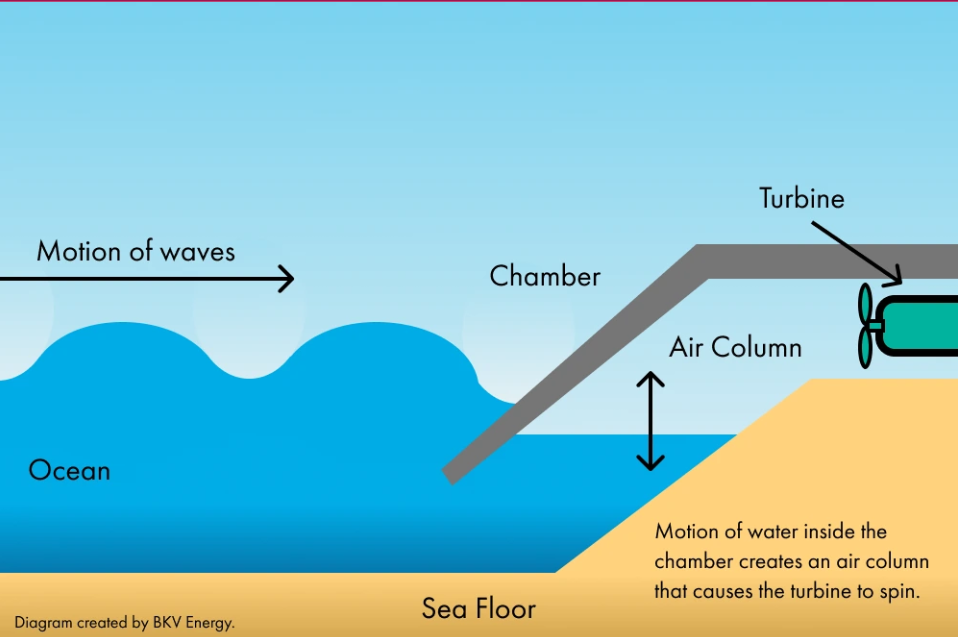 Turbine
Motion of waves
Chamber
Air Column
Ocean
Motion of water inside the
chamber creates an air column
that causes the turbine to spin.
Sea Floor
Diagram created by BKV Energy.